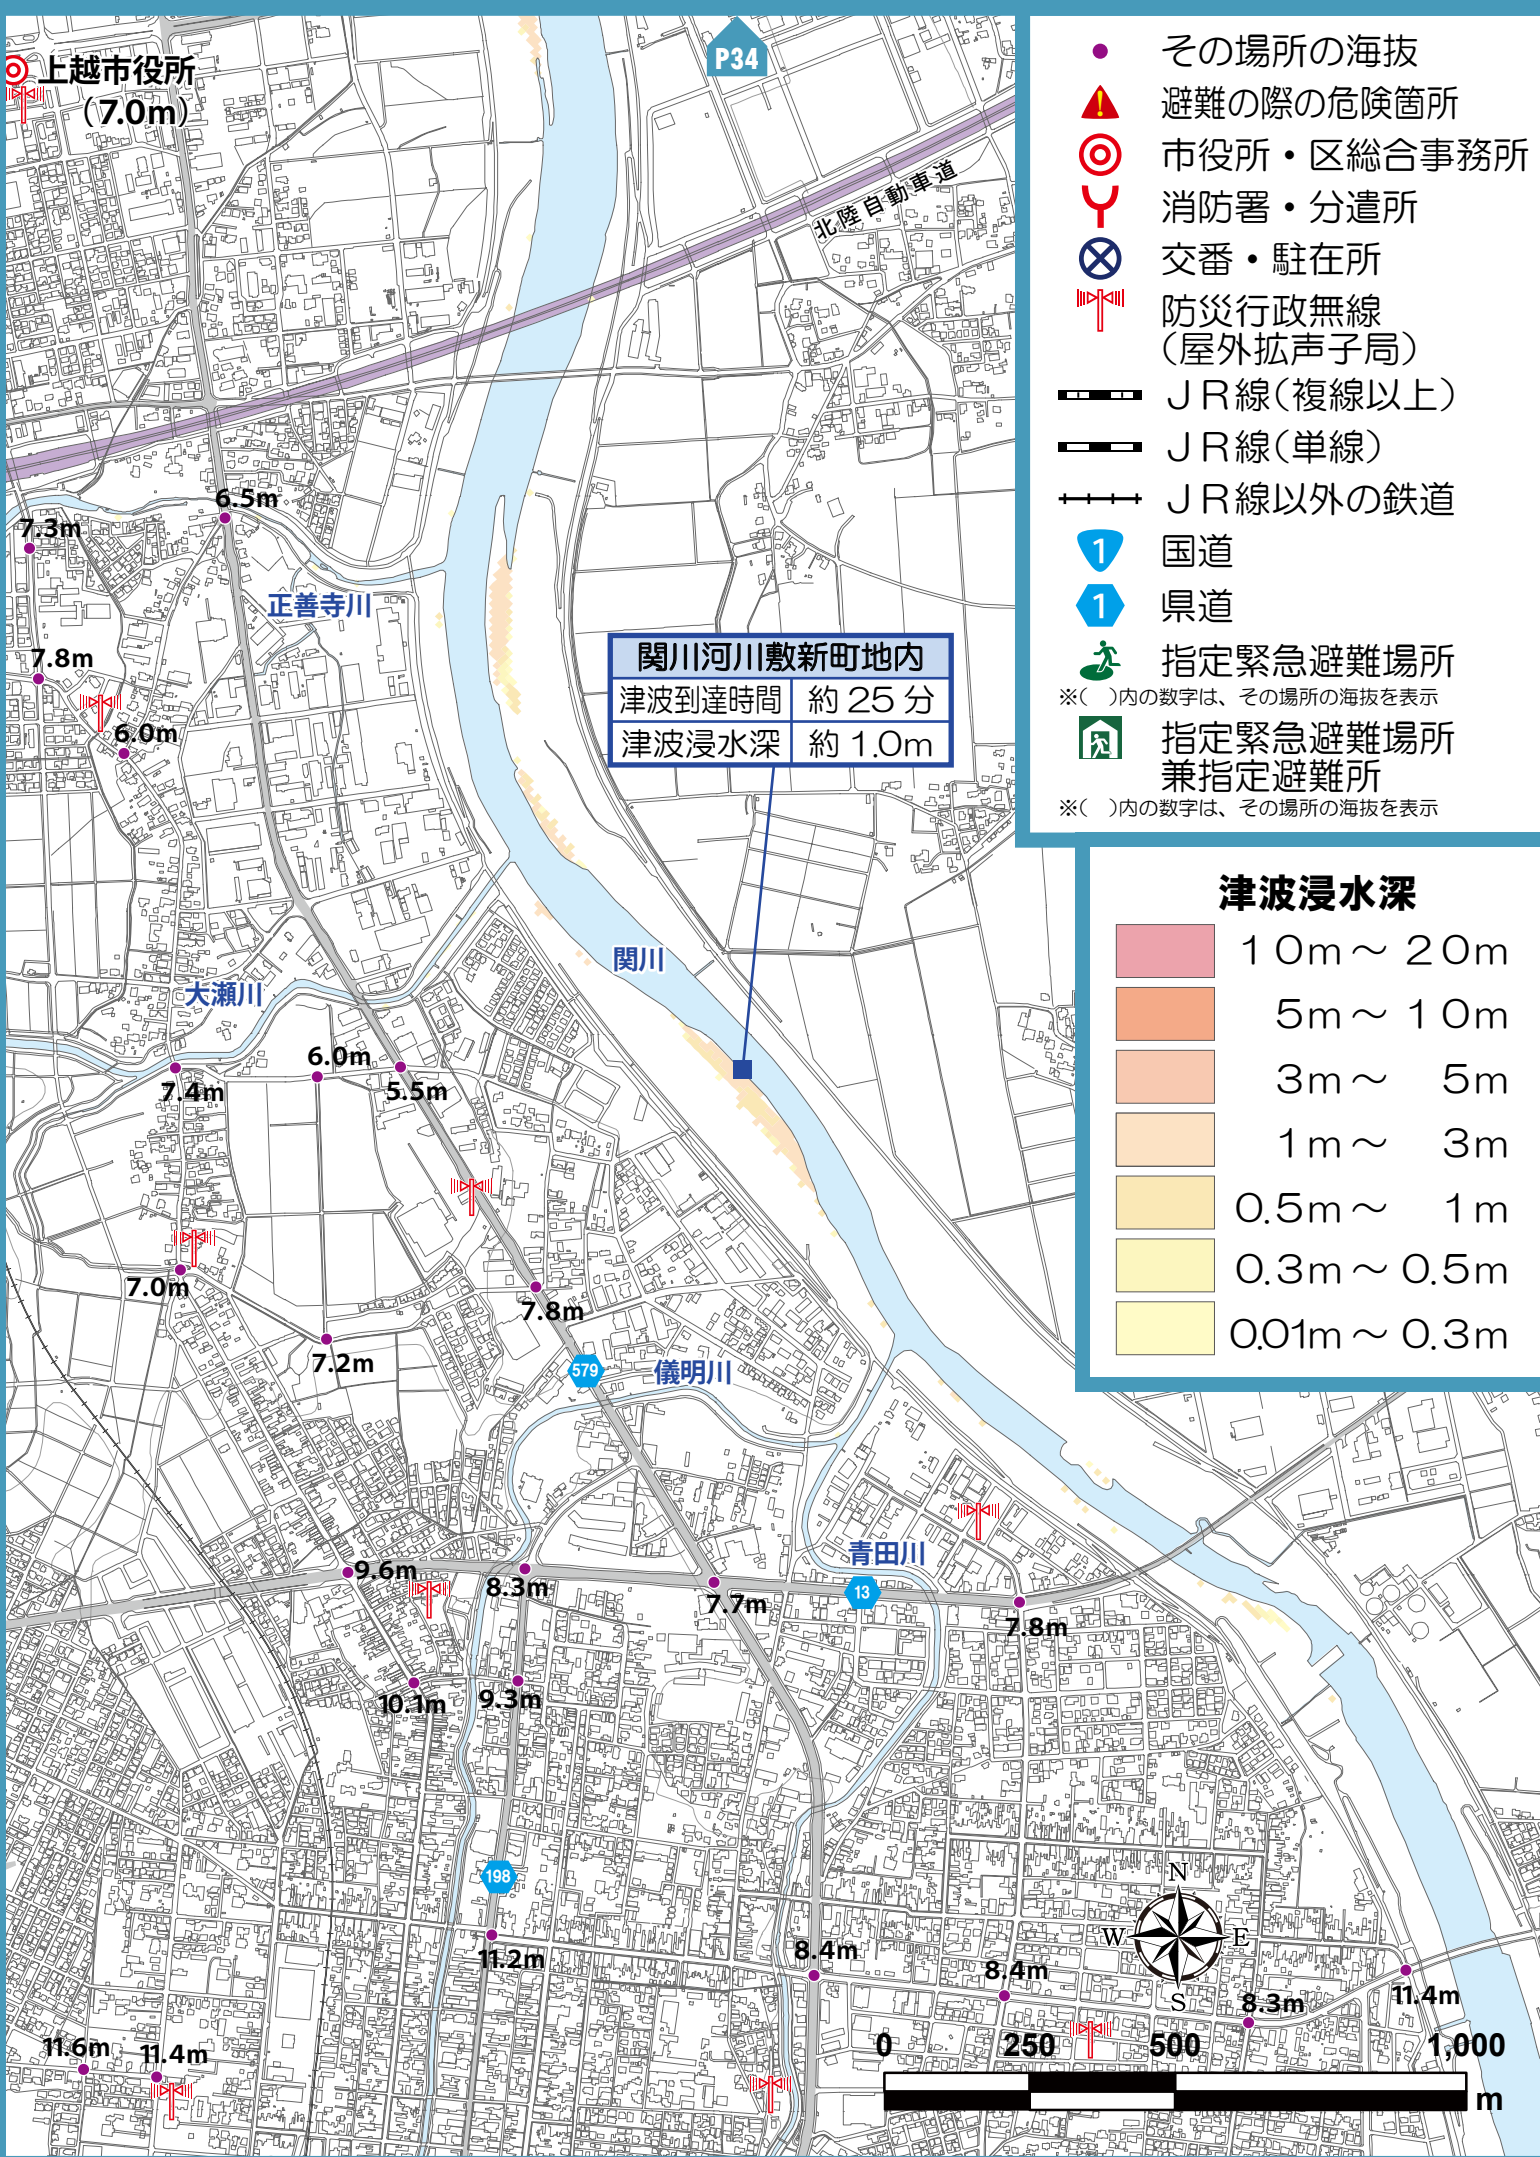 上越市役所
（7.0m）
P34
北陸自動車道
6.5m
7.3m
正善寺川
7.8m
6.0m
関川河川敷新町地内
津波到達時間 約 25 分
津波浸水深 約 1.0m
関川
大瀬川
6.0m
7.4m
5.5m
7.0m
7.8m
7.2m
579
儀明川
青田川
9.6m
8.3m
7.7m
13
7.8m
10.1m
9.3m
198
11.2m
8.4m
8.4m
8.3m
11.4m
11.6m
11.4m
N
W E
S
0 250 500 1,000
m
その場所の海抜
避難の際の危険箇所
市役所・区総合事務所
消防署・分遣所
交番・駐在所
防災行政無線
（屋外拡声子局）
ＪＲ線（複線以上）
ＪＲ線（単線）
ＪＲ線以外の鉄道
1 国道
1 県道
指定緊急避難場所
※（　）内の数字は、その場所の海抜を表示
指定緊急避難場所
兼指定避難所
※（　）内の数字は、その場所の海抜を表示
津波浸水深
10m～20m
5m～10m
3m～ 5m
1m～ 3m
0.5m～ 1m
0.3m～0.5m
0.01m～0.3m